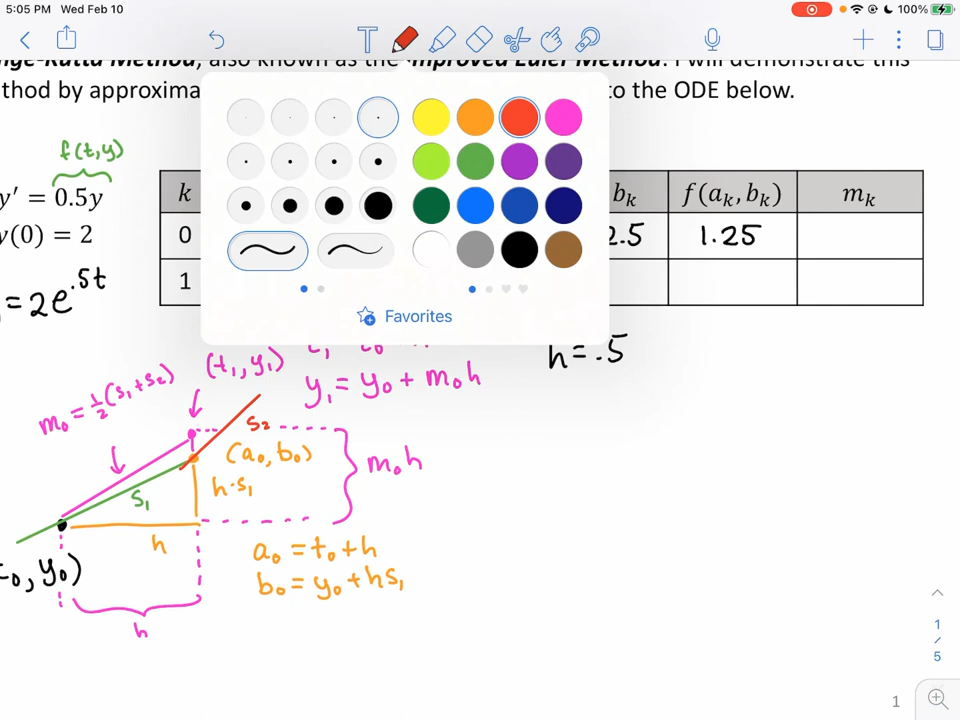 5:05 PM Wed Feb 10 100%
nge-Kutta Method, also known as the Improved Euler Method. I will demonstrate this
thod by approxima to the ODE below.
f(t,y)
y′ = 0.5y
y(0) = 2
= 2e^.5t
k b_k f(a_k, b_k) m_k
0 2.5 1.25
1
Favorites
h = .5
y₁ = y₀ + m₀h
(t₁, y₁)
m₀ = ½(s₁+s₂)
s₂
(a₀, b₀)
m₀h
h·s₁
s₁
h
a₀ = t₀ + h
b₀ = y₀ + hs₁
t₀, y₀)
h
1
/
5
1